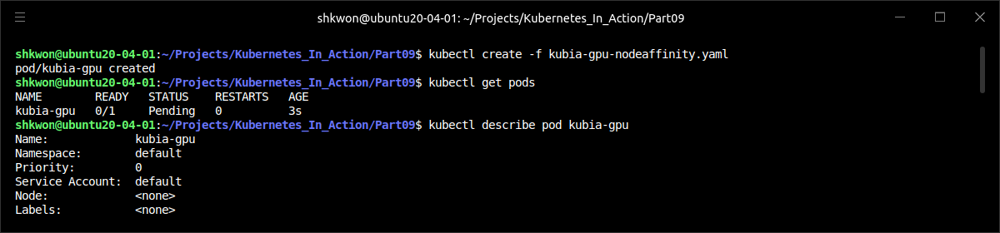 shkwon@ubuntu20-04-01: ~/Projects/Kubernetes_In_Action/Part09
shkwon@ubuntu20-04-01:~/Projects/Kubernetes_In_Action/Part09$ kubectl create -f kubia-gpu-nodeaffinity.yaml
pod/kubia-gpu created
shkwon@ubuntu20-04-01:~/Projects/Kubernetes_In_Action/Part09$ kubectl get pods
NAME        READY   STATUS    RESTARTS   AGE
kubia-gpu   0/1     Pending   0          3s
shkwon@ubuntu20-04-01:~/Projects/Kubernetes_In_Action/Part09$ kubectl describe pod kubia-gpu
Name:             kubia-gpu
Namespace:        default
Priority:         0
Service Account:  default
Node:             <none>
Labels:           <none>